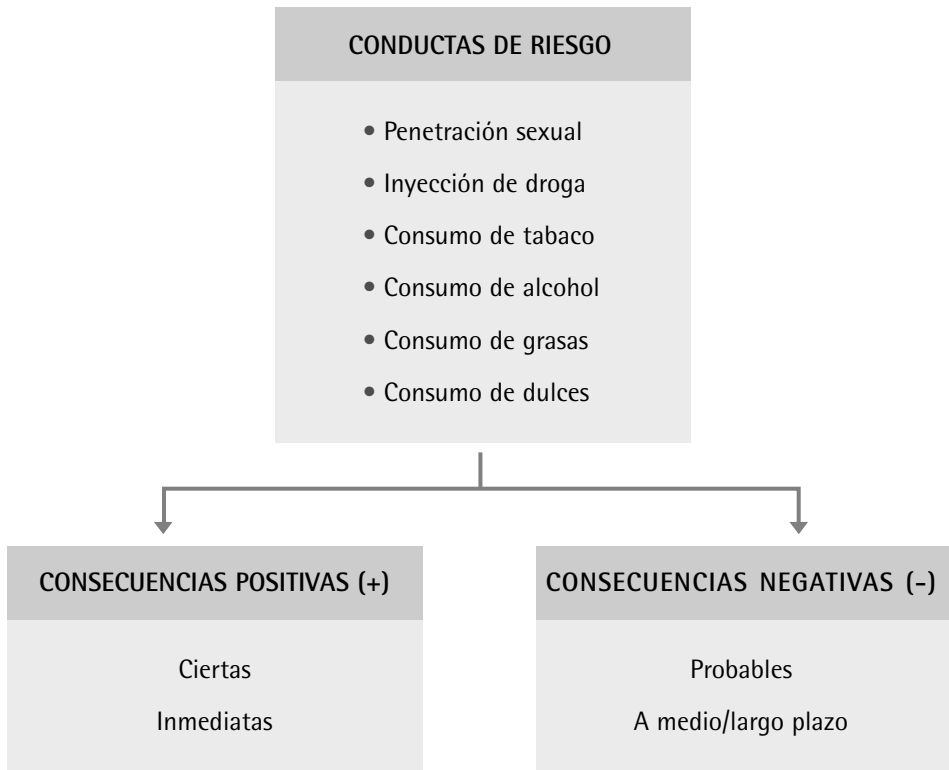 CONDUCTAS DE RIESGO
• Penetración sexual
• Inyección de droga
• Consumo de tabaco
• Consumo de alcohol
• Consumo de grasas
• Consumo de dulces
CONSECUENCIAS POSITIVAS (+)
Ciertas
Inmediatas
CONSECUENCIAS NEGATIVAS (-)
Probables
A medio/largo plazo